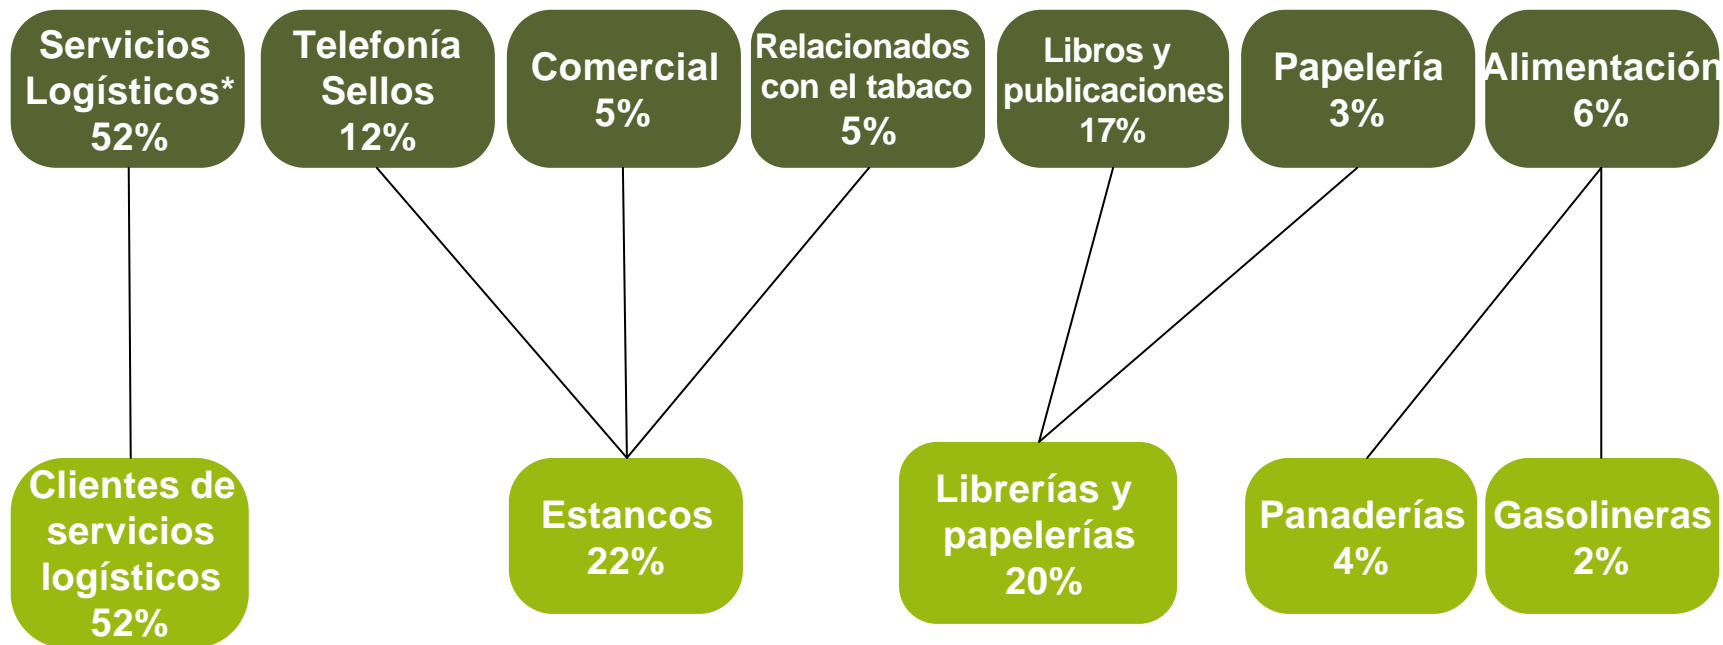 Servicios
Logísticos*
52%
Telefonía
Sellos
12%
Comercial
5%
Relacionados
con el tabaco
5%
Libros y
publicaciones
17%
Papelería
3%
Alimentación
6%
Clientes de
servicios
logísticos
52%
Estancos
22%
Librerías y
papelerías
20%
Panaderías
4%
Gasolineras
2%